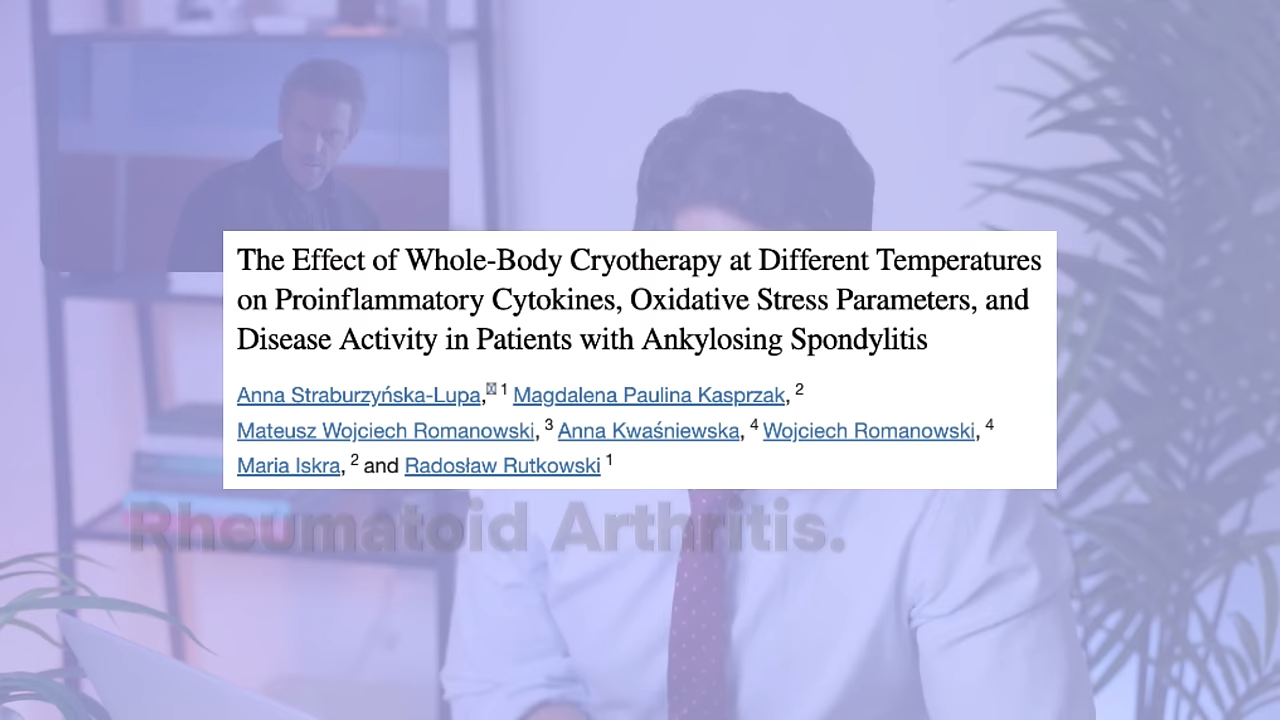 The Effect of Whole-Body Cryotherapy at Different Temperatures
on Proinflammatory Cytokines, Oxidative Stress Parameters, and
Disease Activity in Patients with Ankylosing Spondylitis
Anna Straburzyńska-Lupa, 1 Magdalena Paulina Kasprzak, 2
Mateusz Wojciech Romanowski, 3 Anna Kwaśniewska, 4 Wojciech Romanowski, 4
Maria Iskra, 2 and Radosław Rutkowski 1
Rheumatoid Arthritis.